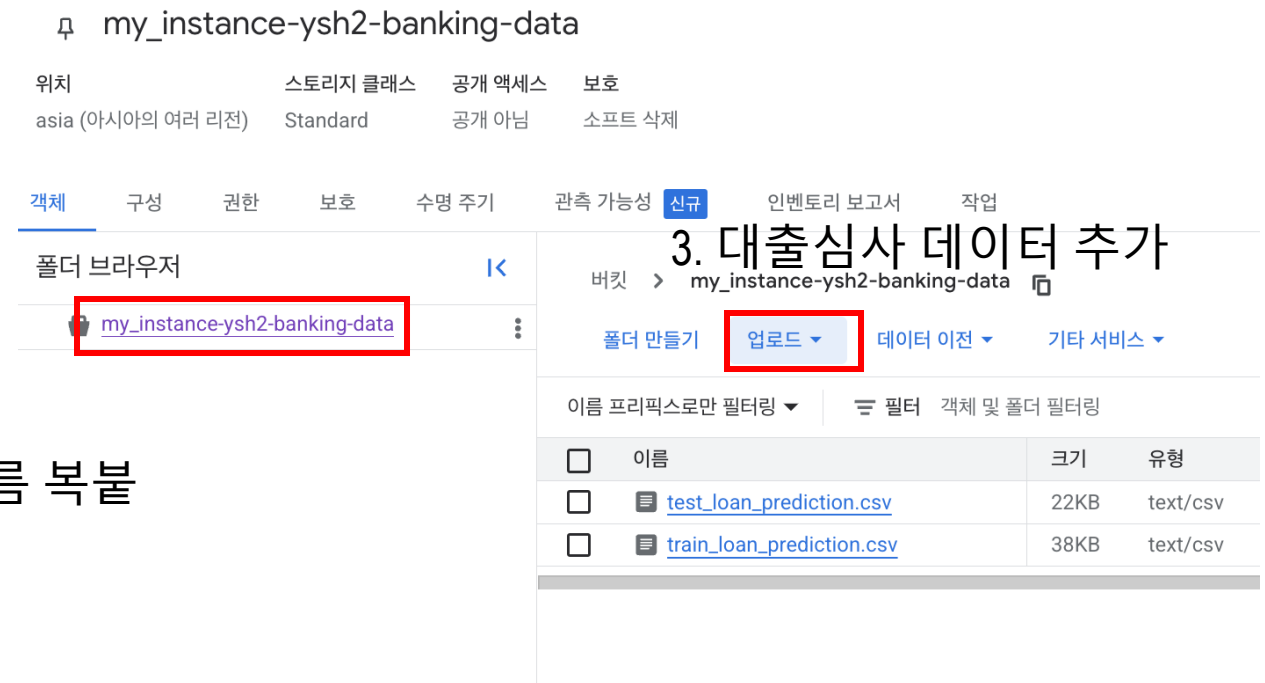 my_instance-ysh2-banking-data
위치 스토리지 클래스 공개 액세스 보호
asia (아시아의 여러 리전) Standard 공개 아님 소프트 삭제
객체 구성 권한 보호 수명 주기 관측 가능성 신규 인벤토리 보고서 작업
3. 대출심사 데이터 추가
폴더 브라우저
my_instance-ysh2-banking-data
름 복붙
버킷 my_instance-ysh2-banking-data
폴더 만들기 업로드 데이터 이전 기타 서비스
이름 프리픽스로만 필터링 필터 객체 및 폴더 필터링
이름 크기 유형
test_loan_prediction.csv 22KB text/csv
train_loan_prediction.csv 38KB text/csv